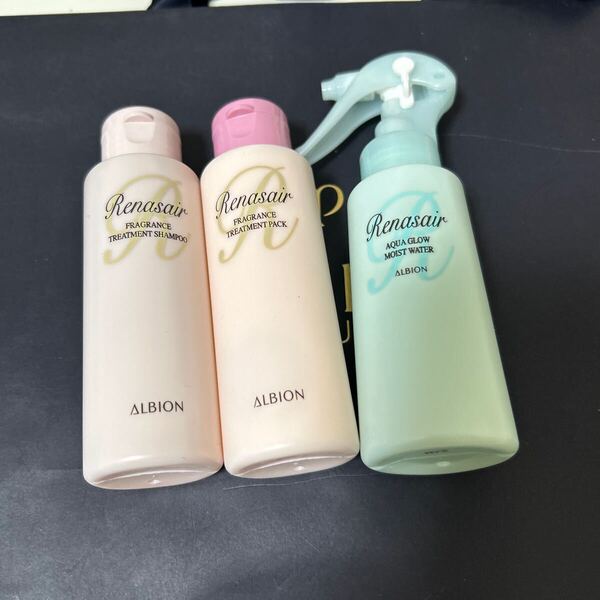 Renasair
FRAGRANCE
TREATMENT SHAMPOO
ALBION
Renasair
FRAGRANCE
TREATMENT PACK
ALBION
Renasair
AQUA GLOW
MOIST WATER
ALBION